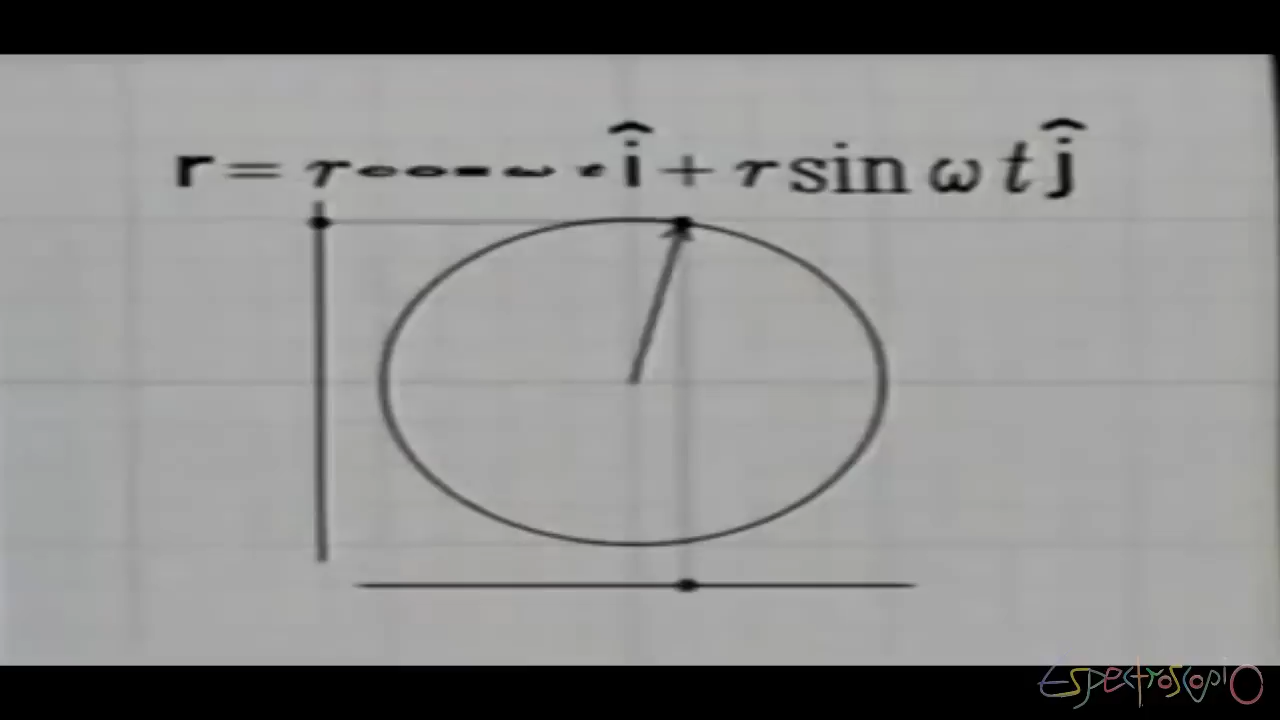 r = r î + r sin ω t ĵ
Espectroscopio